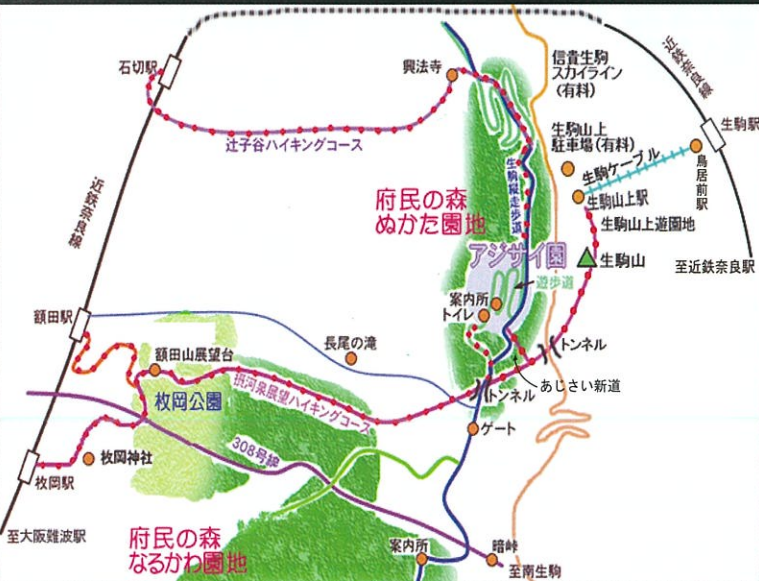 石切駅
興法寺
信貴生駒
スカイライン
(有料)
近鉄奈良線
生駒駅
辻子谷ハイキングコース
生駒山上
駐車場(有料)
生駒ケーブル
鳥居前駅
生駒縦走歩道
生駒山上駅
府民の森
ぬかた園地
生駒山上遊園地
アジサイ園
生駒山
至近鉄奈良駅
近鉄奈良線
遊歩道
案内所
トイレ
額田駅
長尾の滝
トンネル
額田山展望台
あじさい新道
摂河泉展望ハイキングコース
トンネル
枚岡公園
ゲート
308号線
枚岡神社
枚岡駅
至大阪難波駅
府民の森
なるかわ園地
案内所
暗峠
至南生駒